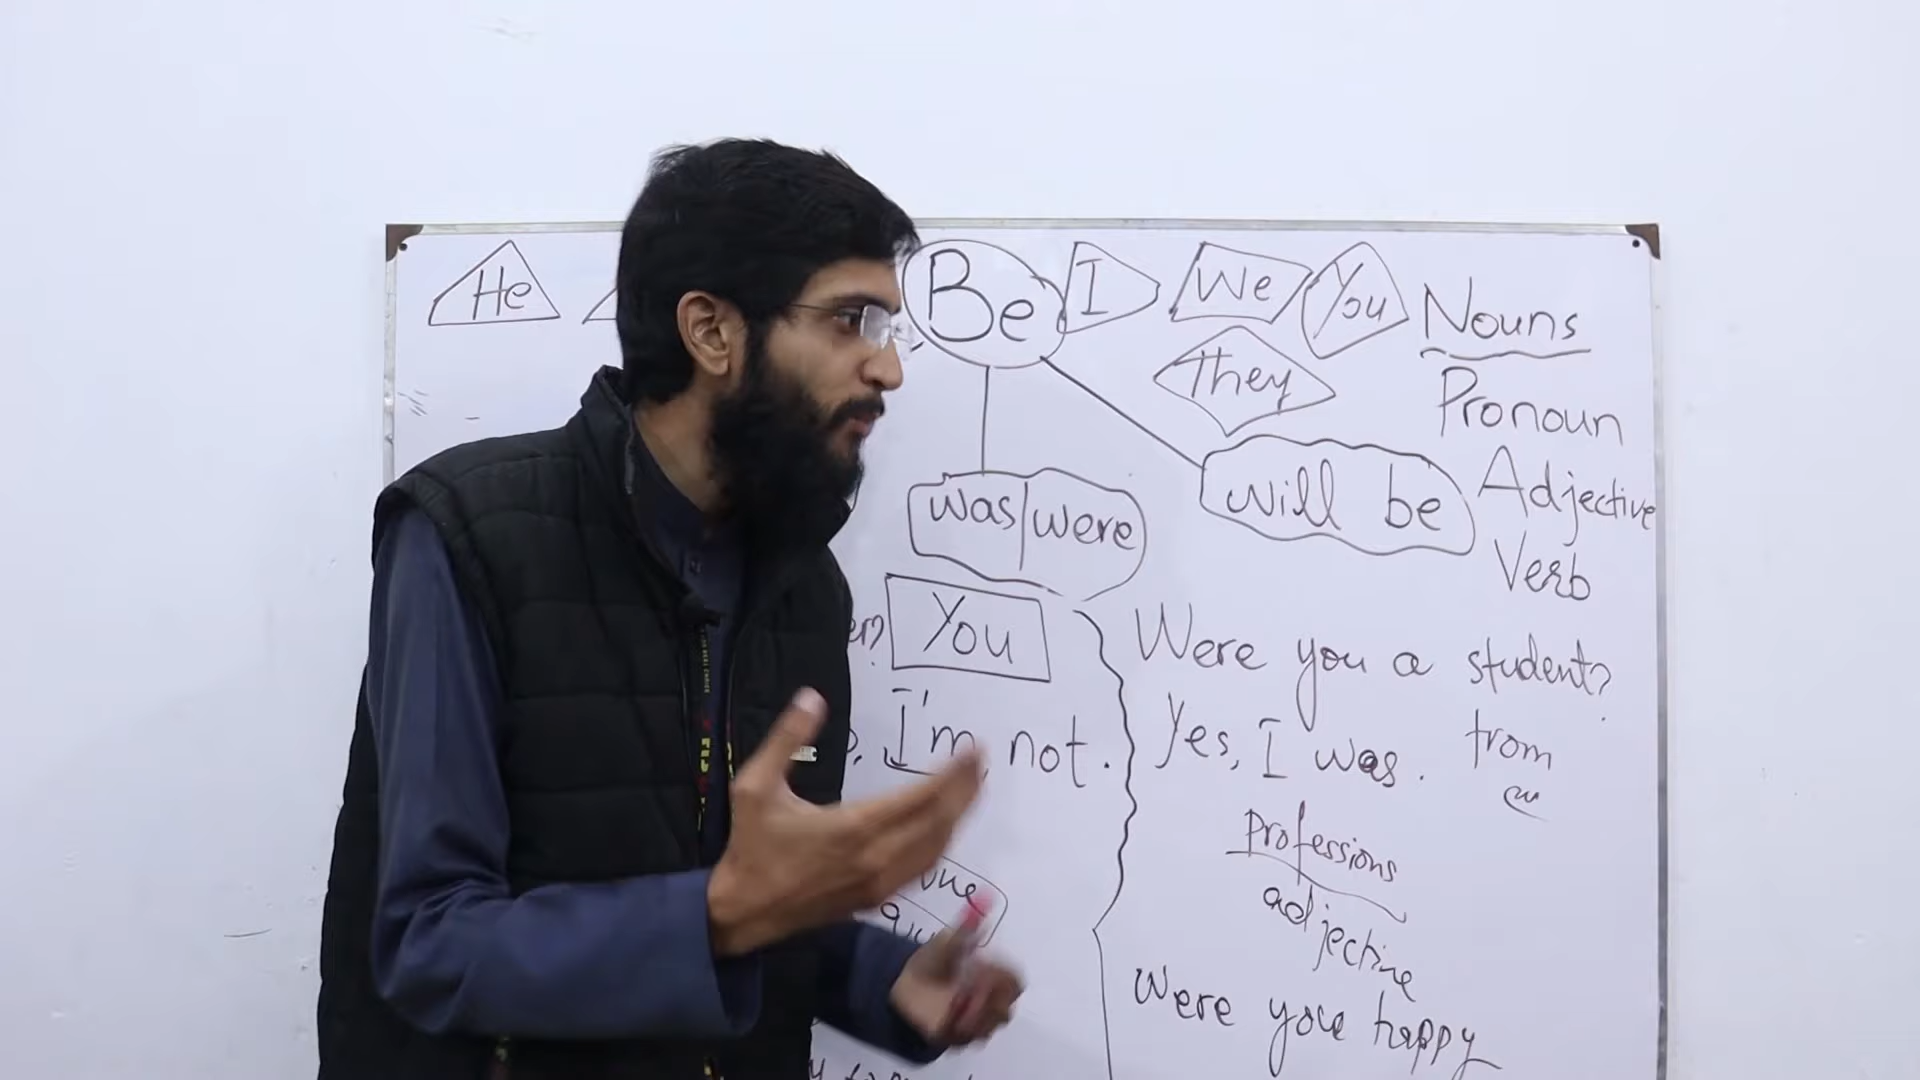 He
Be
I
We
You
They
Nouns
Pronoun
Adjective
Verb
was were
will be
You
I'm not.
Were you a student?
Yes, I was.
from
Professions
adjective
Were you happy